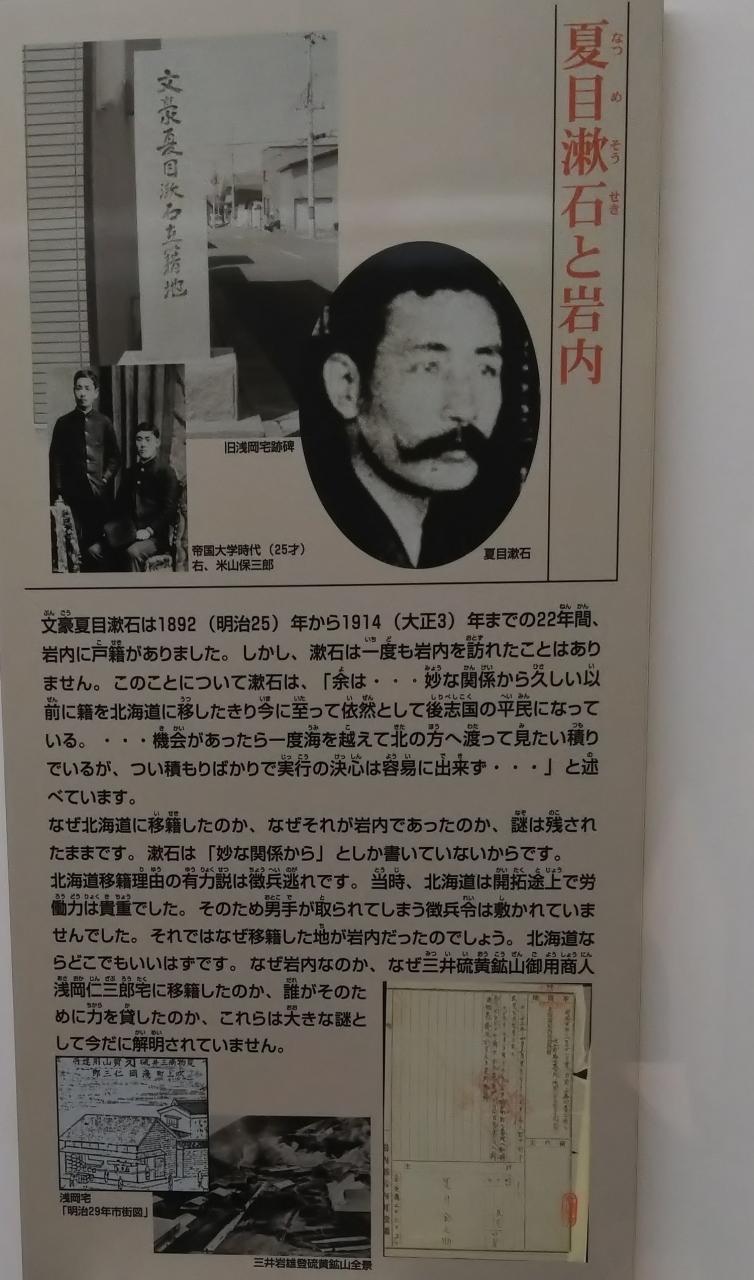 夏目漱石と岩内
文豪夏目漱石立籍地
旧浅岡宅跡碑
帝国大学時代（25才）
右、米山保三郎
夏目漱石
文豪夏目漱石は1892（明治25）年から1914（大正3）年までの22年間、
岩内に戸籍がありました。しかし、漱石は一度も岩内を訪れたことはあり
ません。このことについて漱石は、「余は・・・妙な関係から久しい以
前に籍を北海道に移したきり今に至って依然として後志国の平民になって
いる。・・・機会があったら一度海を越えて北の方へ渡って見たい積り
でいるが、つい積もりばかりで実行の決心は容易に出来ず・・・」と述
べています。
なぜ北海道に移籍したのか、なぜそれが岩内であったのか、謎は残され
たままです。漱石は「妙な関係から」としか書いていないからです。
北海道移籍理由の有力説は徴兵逃れです。当時、北海道は開拓途上で労
働力は貴重でした。そのため男手が取られてしまう徴兵令は敷かれていま
せんでした。それではなぜ移籍した地が岩内だったのでしょう。北海道な
らどこでもいいはずです。なぜ岩内なのか、なぜ三井硫黄鉱山御用商人
浅岡仁三郎宅に移籍したのか、誰がそのた
めに力を貸したのか、これらは大きな謎と
して今だに解明されていません。
浅岡宅
「明治29年市街図」
三井岩雄登硫黄鉱山全景